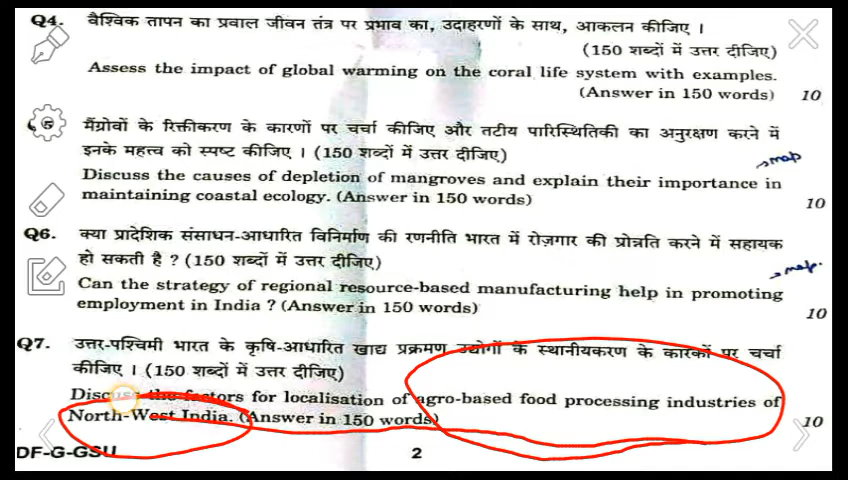 Q4. वैश्विक तापन का प्रवाल जीवन तंत्र पर प्रभाव का, उदाहरणों के साथ, आकलन कीजिए ।
(150 शब्दों में उत्तर दीजिए)
Assess the impact of global warming on the coral life system with examples.
(Answer in 150 words) 10
5 मैंग्रोवों के रिक्तीकरण के कारणों पर चर्चा कीजिए और तटीय पारिस्थितिकी का अनुरक्षण करने में
इनके महत्त्व को स्पष्ट कीजिए । (150 शब्दों में उत्तर दीजिए)
map
Discuss the causes of depletion of mangroves and explain their importance in
maintaining coastal ecology. (Answer in 150 words) 10
Q6. क्या प्रादेशिक संसाधन-आधारित विनिर्माण की रणनीति भारत में रोज़गार की प्रोन्नति करने में सहायक
हो सकती है ? (150 शब्दों में उत्तर दीजिए)
map.
Can the strategy of regional resource-based manufacturing help in promoting
employment in India ? (Answer in 150 words) 10
Q7. उत्तर-पश्चिमी भारत के कृषि-आधारित खाद्य प्रक्रमण उद्योगों के स्थानीयकरण के कारकों पर चर्चा
कीजिए । (150 शब्दों में उत्तर दीजिए)
Discuss the factors for localisation of agro-based food processing industries of
North-West India. (Answer in 150 words) 10
DF-G-GSU 2